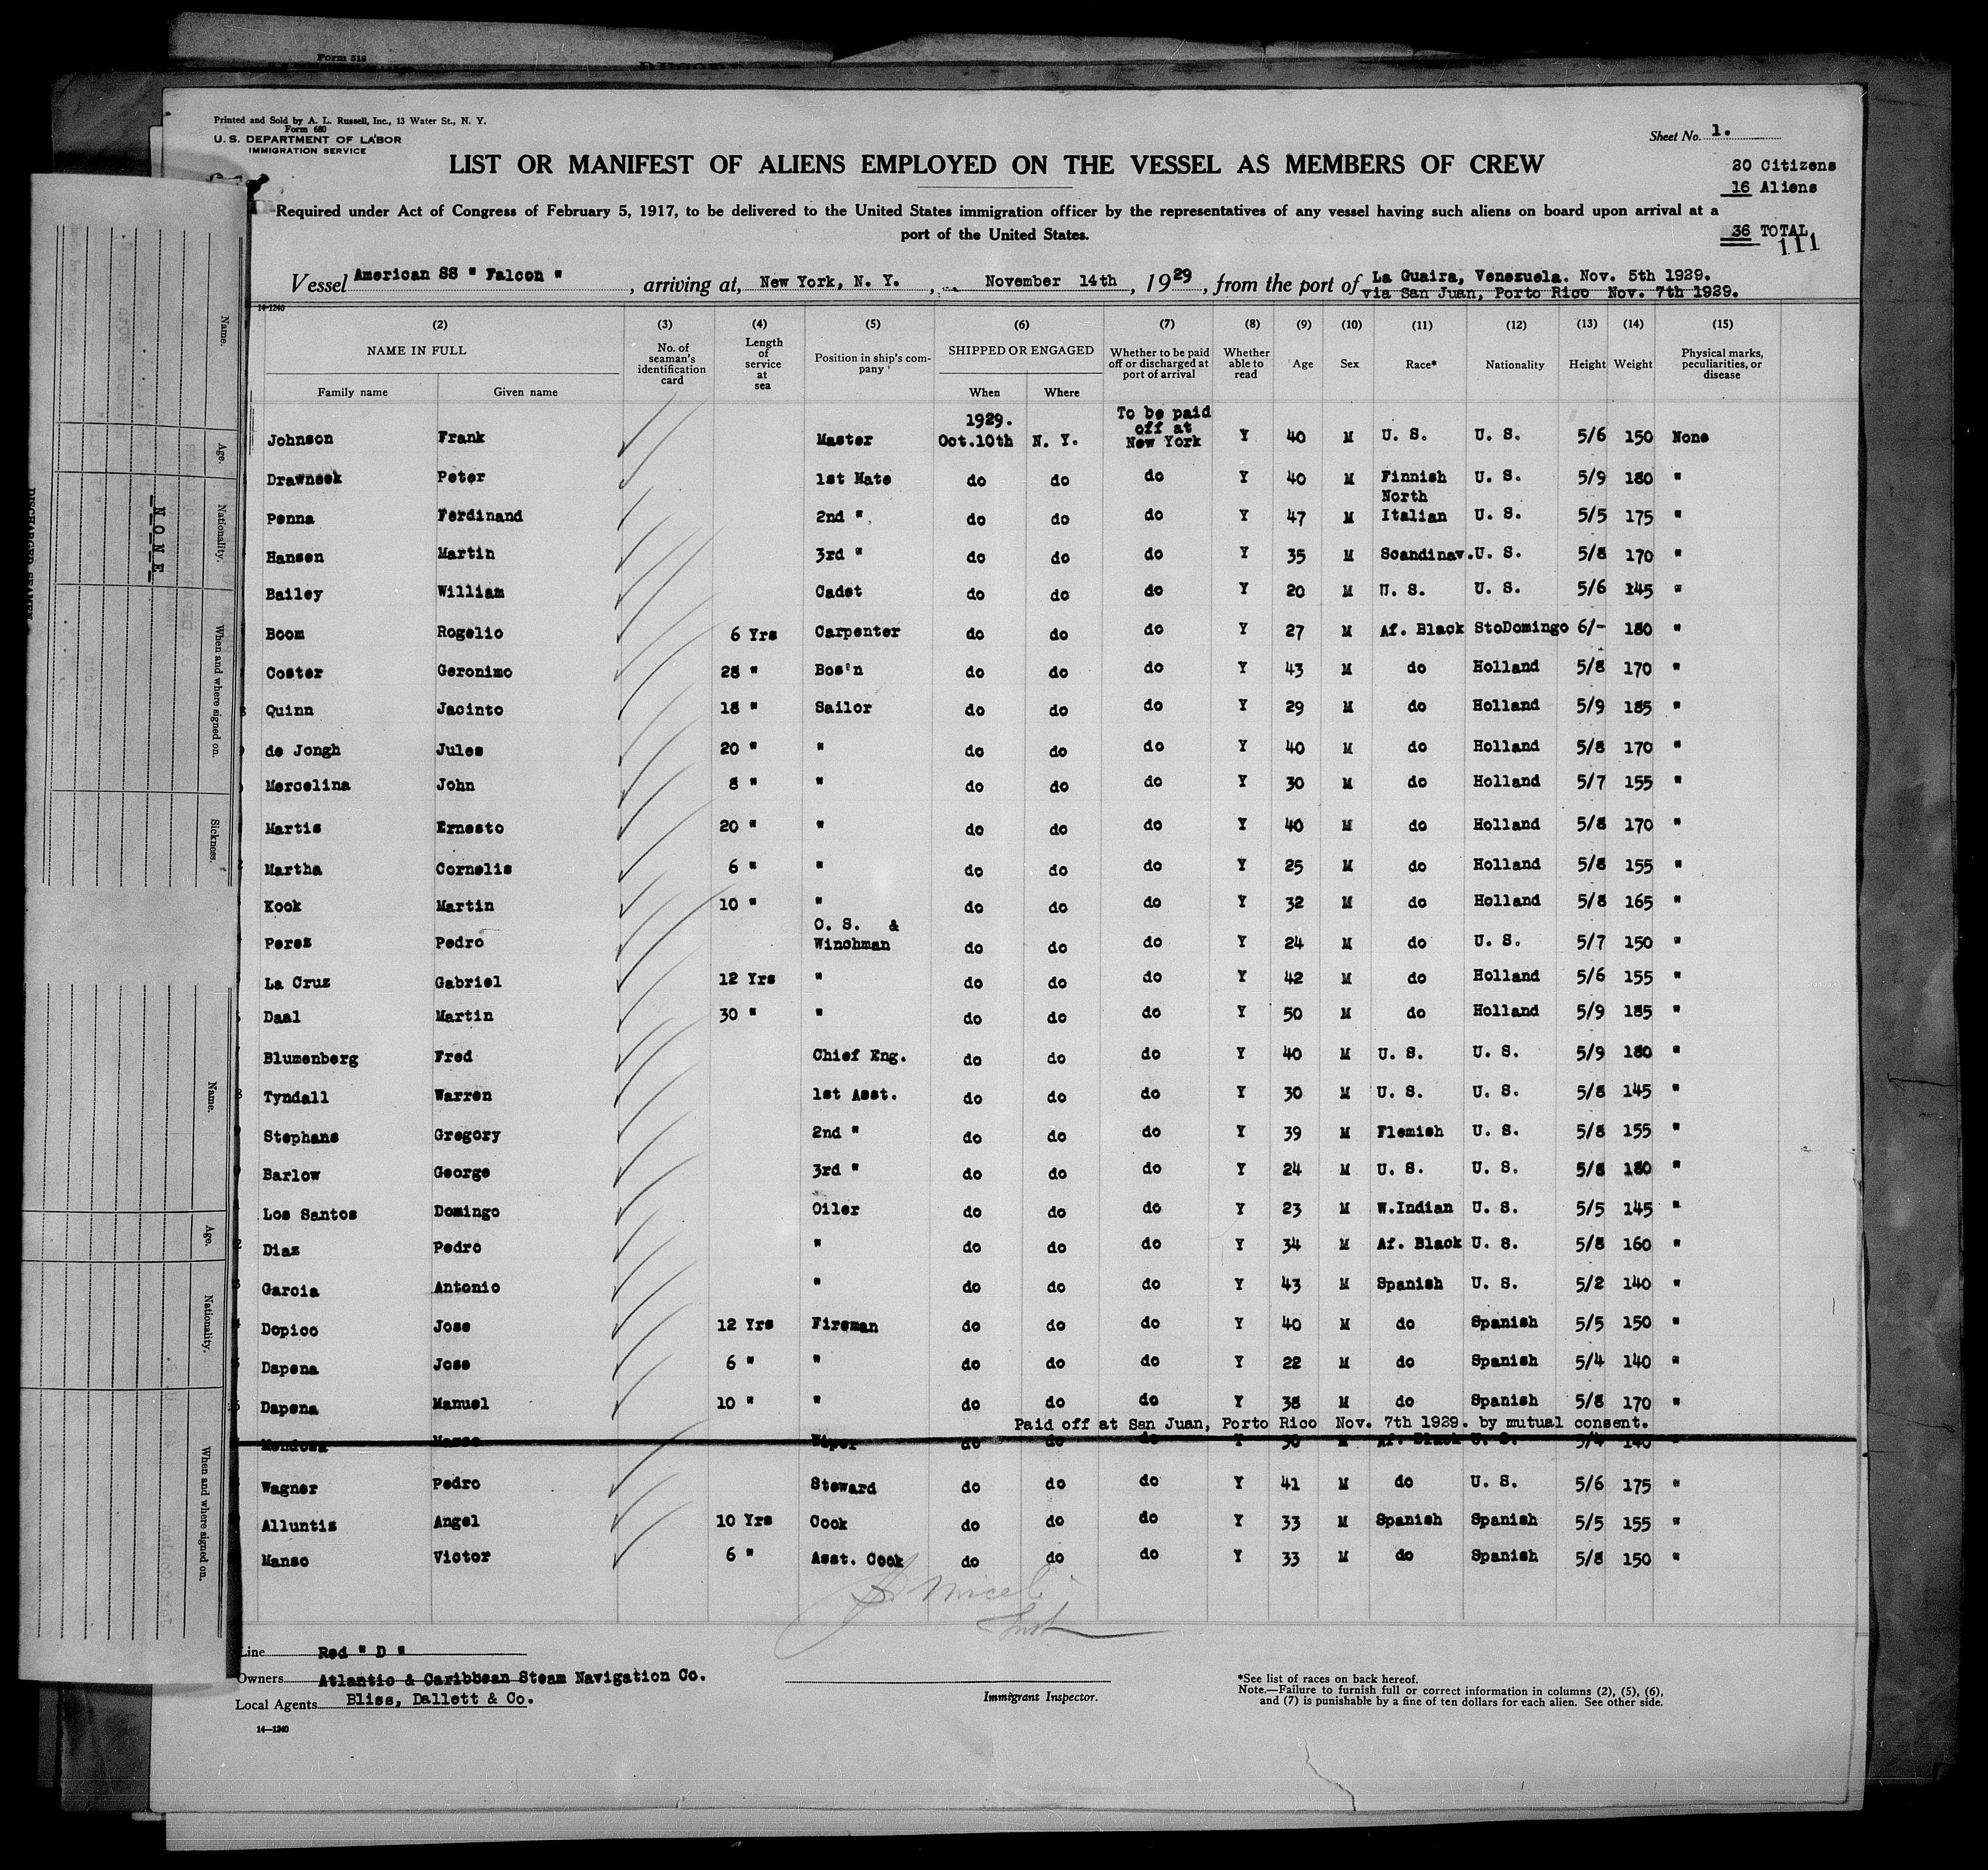 Form 518
Printed and Sold by A. L. Russell, Inc., 13 Water St., N. Y.
Form 680
U. S. DEPARTMENT OF LABOR
IMMIGRATION SERVICE
Sheet No. 1.
LIST OR MANIFEST OF ALIENS EMPLOYED ON THE VESSEL AS MEMBERS OF CREW
20 Citizens
16 Aliens
36 TOTAL
111
Required under Act of Congress of February 5, 1917, to be delivered to the United States immigration officer by the representatives of any vessel having such aliens on board upon arrival at a
port of the United States.
Vessel American SS " Falcon ", arriving at, New York, N. Y., November 14th, 1929, from the port of La Guaira, Venezuela. Nov. 5th 1929.
via San Juan, Porto Rico Nov. 7th 1929.
14-1240
(2) (3) (4) (5) (6) (7) (8) (9) (10) (11) (12) (13) (14) (15)
NAME IN FULL No. of seaman's identification card Length of service at sea Position in ship's company SHIPPED OR ENGAGED Whether to be paid off or discharged at port of arrival Whether able to read Age Sex Race* Nationality Height Weight Physical marks, peculiarities, or disease
Family name Given name When Where
Johnson Frank Master 1929. Oct.10th N. Y. To be paid off at New York Y 40 M U. S. U. S. 5/6 150 None
Drawneek Peter 1st Mate do do do Y 40 M Finnish U. S. 5/9 180 "
Penna Ferdinand 2nd " do do do Y 47 M North Italian U. S. 5/5 175 "
Hansen Martin 3rd " do do do Y 35 M Scandinav. U. S. 5/8 170 "
Bailey William Cadet do do do Y 20 M U. S. U. S. 5/6 145 "
Boom Rogelio 6 Yrs Carpenter do do do Y 27 M Af. Black StoDomingo 6/- 180 "
Coster Geronimo 28 " Bos'n do do do Y 43 M do Holland 5/8 170 "
Quinn Jacinto 18 " Sailor do do do Y 29 M do Holland 5/9 185 "
de Jongh Jules 20 " " do do do Y 40 M do Holland 5/8 170 "
Mercelina John 8 " " do do do Y 30 M do Holland 5/7 155 "
Martis Ernesto 20 " " do do do Y 40 M do Holland 5/8 170 "
Martha Cornelis 6 " " do do do Y 25 M do Holland 5/8 155 "
Kook Martin 10 " " do do do Y 32 M do Holland 5/8 165 "
Perez Pedro O. S. & Winchman do do do Y 24 M do U. S. 5/7 150 "
La Cruz Gabriel 12 Yrs " do do do Y 42 M do Holland 5/6 155 "
Daal Martin 30 " " do do do Y 50 M do Holland 5/9 185 "
Blumenberg Fred Chief Eng. do do do Y 40 M U. S. U. S. 5/9 180 "
Tyndall Warren 1st Asst. do do do Y 30 M U. S. U. S. 5/8 145 "
Stephans Gregory 2nd " do do do Y 39 M Flemish U. S. 5/8 155 "
Barlow George 3rd " do do do Y 24 M U. S. U. S. 5/8 180 "
Los Santos Domingo Oiler do do do Y 23 M W.Indian U. S. 5/5 145 "
Diaz Pedro " do do do Y 34 M Af. Black U. S. 5/8 160 "
Garcia Antonio " do do do Y 43 M Spanish U. S. 5/2 140 "
Dopico Jose 12 Yrs Fireman do do do Y 40 M do Spanish 5/5 150 "
Dapena Jose 6 " " do do do Y 22 M do Spanish 5/4 140 "
Dapena Manuel 10 " " do do do Y 38 M do Spanish 5/8 170 "
Paid off at San Juan, Porto Rico Nov. 7th 1929. by mutual consent.
Mendoza Wiper do do do Y 30 M Af. Black U. S. 5/4 140
Wagner Pedro Steward do do do Y 41 M do U. S. 5/6 175 "
Alluntiz Angel 10 Yrs Cook do do do Y 33 M Spanish Spanish 5/5 155 "
Manso Victor 6 " Asst. Cook do do do Y 33 M do Spanish 5/8 150 "
Line Red " D "
Owners Atlantic & Caribbean Steam Navigation Co.
Local Agents Bliss, Dallett & Co.
14—1240
Immigrant Inspector.
*See list of races on back hereof.
Note.—Failure to furnish full or correct information in columns (2), (5), (6),
and (7) is punishable by a fine of ten dollars for each alien. See other side.
Name.
Age.
Nationality.
When and where signed on.
Sickness.
NONE
DISCHARGED SEAMEN
Name.
Age.
Nationality.
When and where signed on.